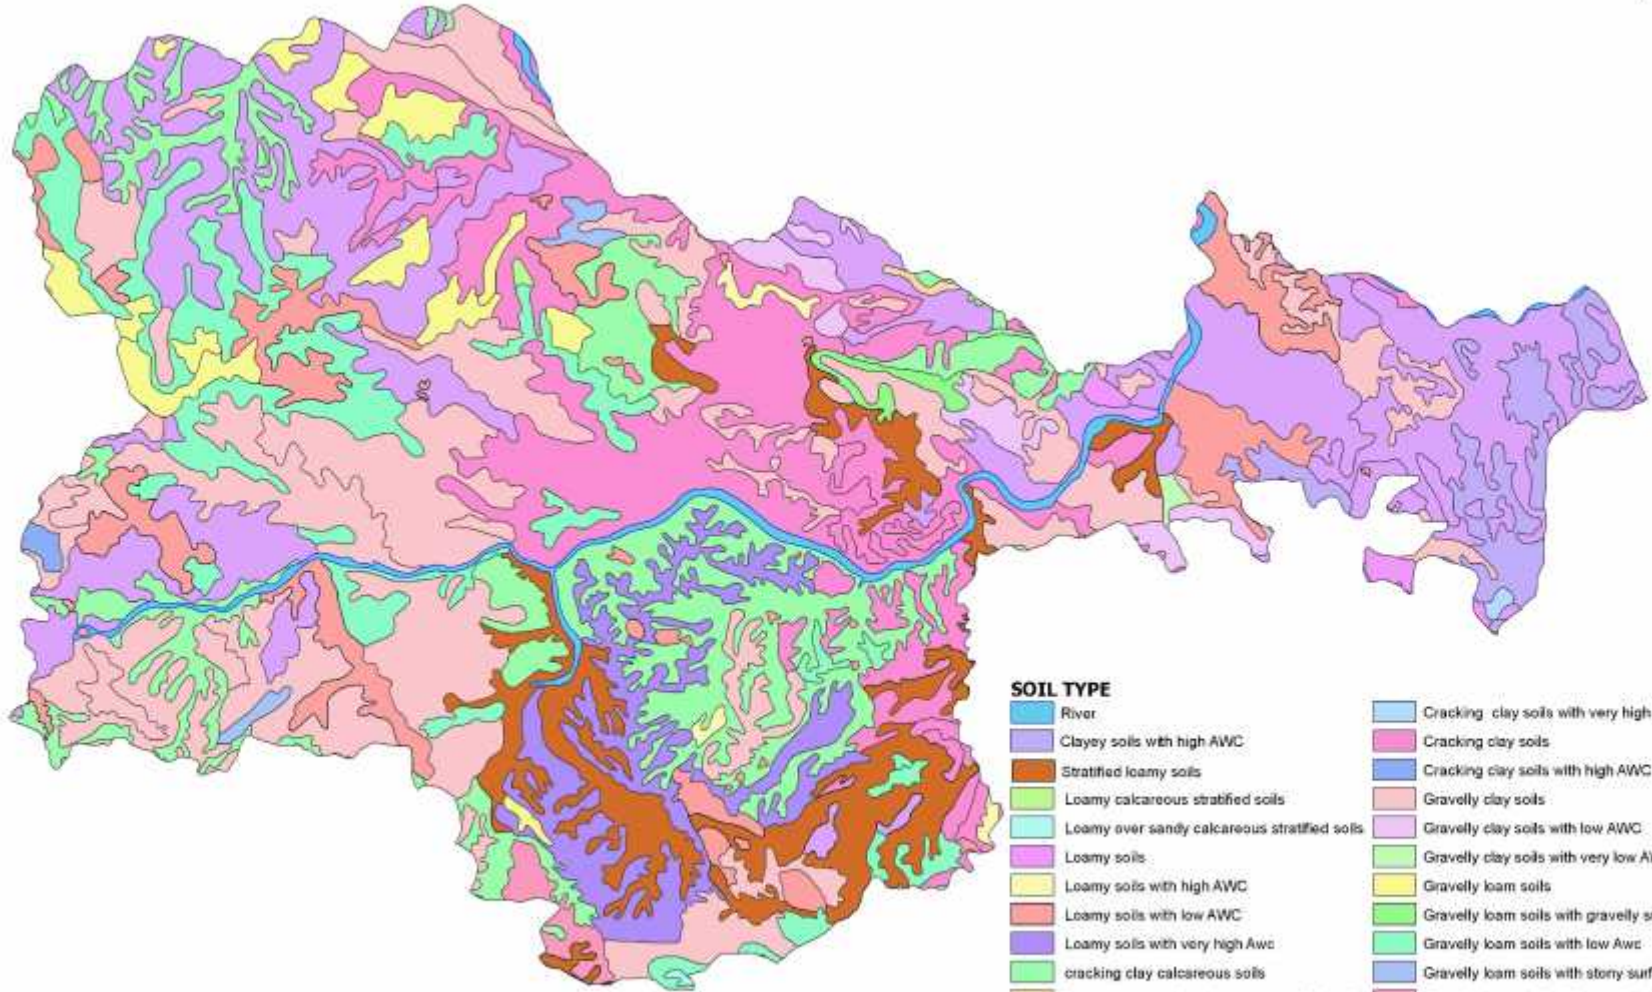 SOIL TYPE
River
Clayey soils with high AWC
Stratified loamy soils
Loamy calcareous stratified soils
Loamy over sandy calcareous stratified soils
Loamy soils
Loamy soils with high AWC
Loamy soils with low AWC
Loamy soils with very high Awc
cracking clay calcareous soils
Cracking clay soils with very high
Cracking clay soils
Cracking clay soils with high AWC
Gravelly clay soils
Gravelly clay soils with low AWC
Gravelly clay soils with very low
Gravelly loam soils
Gravelly loam soils with gravelly
Gravelly loam soils with low Awc
Gravelly loam soils with stony